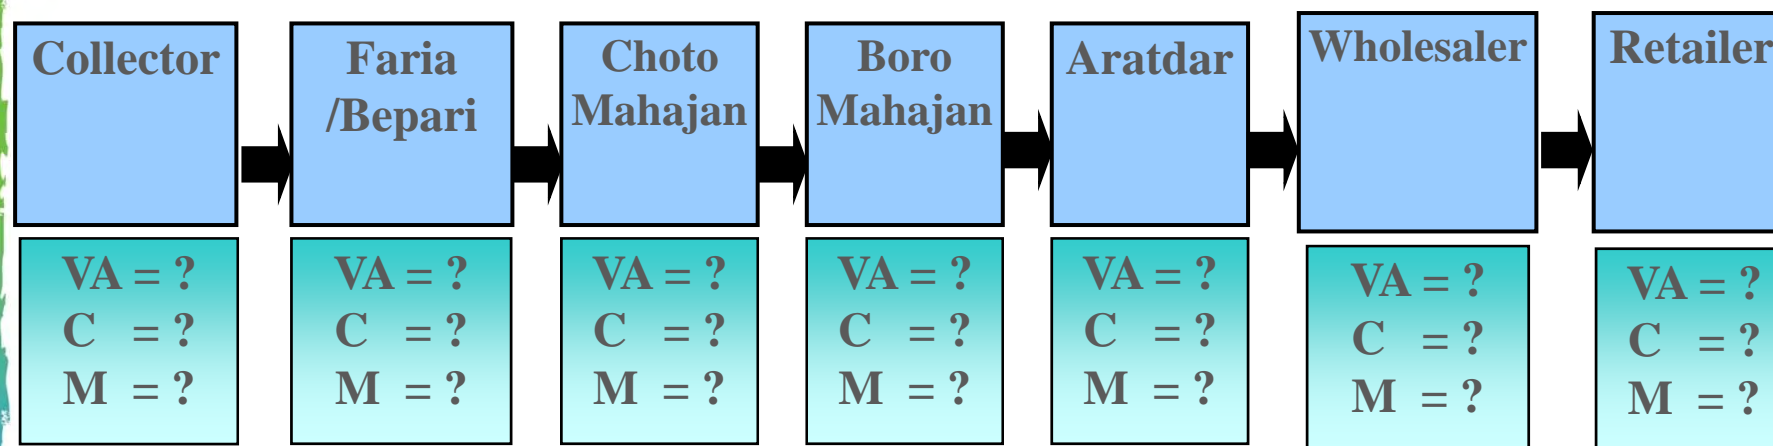 Collector
Faria
/Bepari
Choto
Mahajan
Boro
Mahajan
Aratdar
Wholesaler
Retailer
VA = ?
C = ?
M = ?
VA = ?
C = ?
M = ?
VA = ?
C = ?
M = ?
VA = ?
C = ?
M = ?
VA = ?
C = ?
M = ?
VA = ?
C = ?
M = ?
VA = ?
C = ?
M = ?